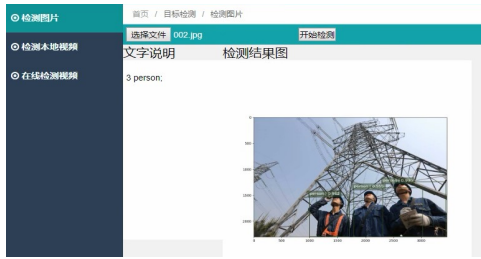 检测图片
检测本地视频
在线检测视频
首页 / 目标检测 / 检测图片
选择文件 002.jpg
开始检测
文字说明
检测结果图
3 person;